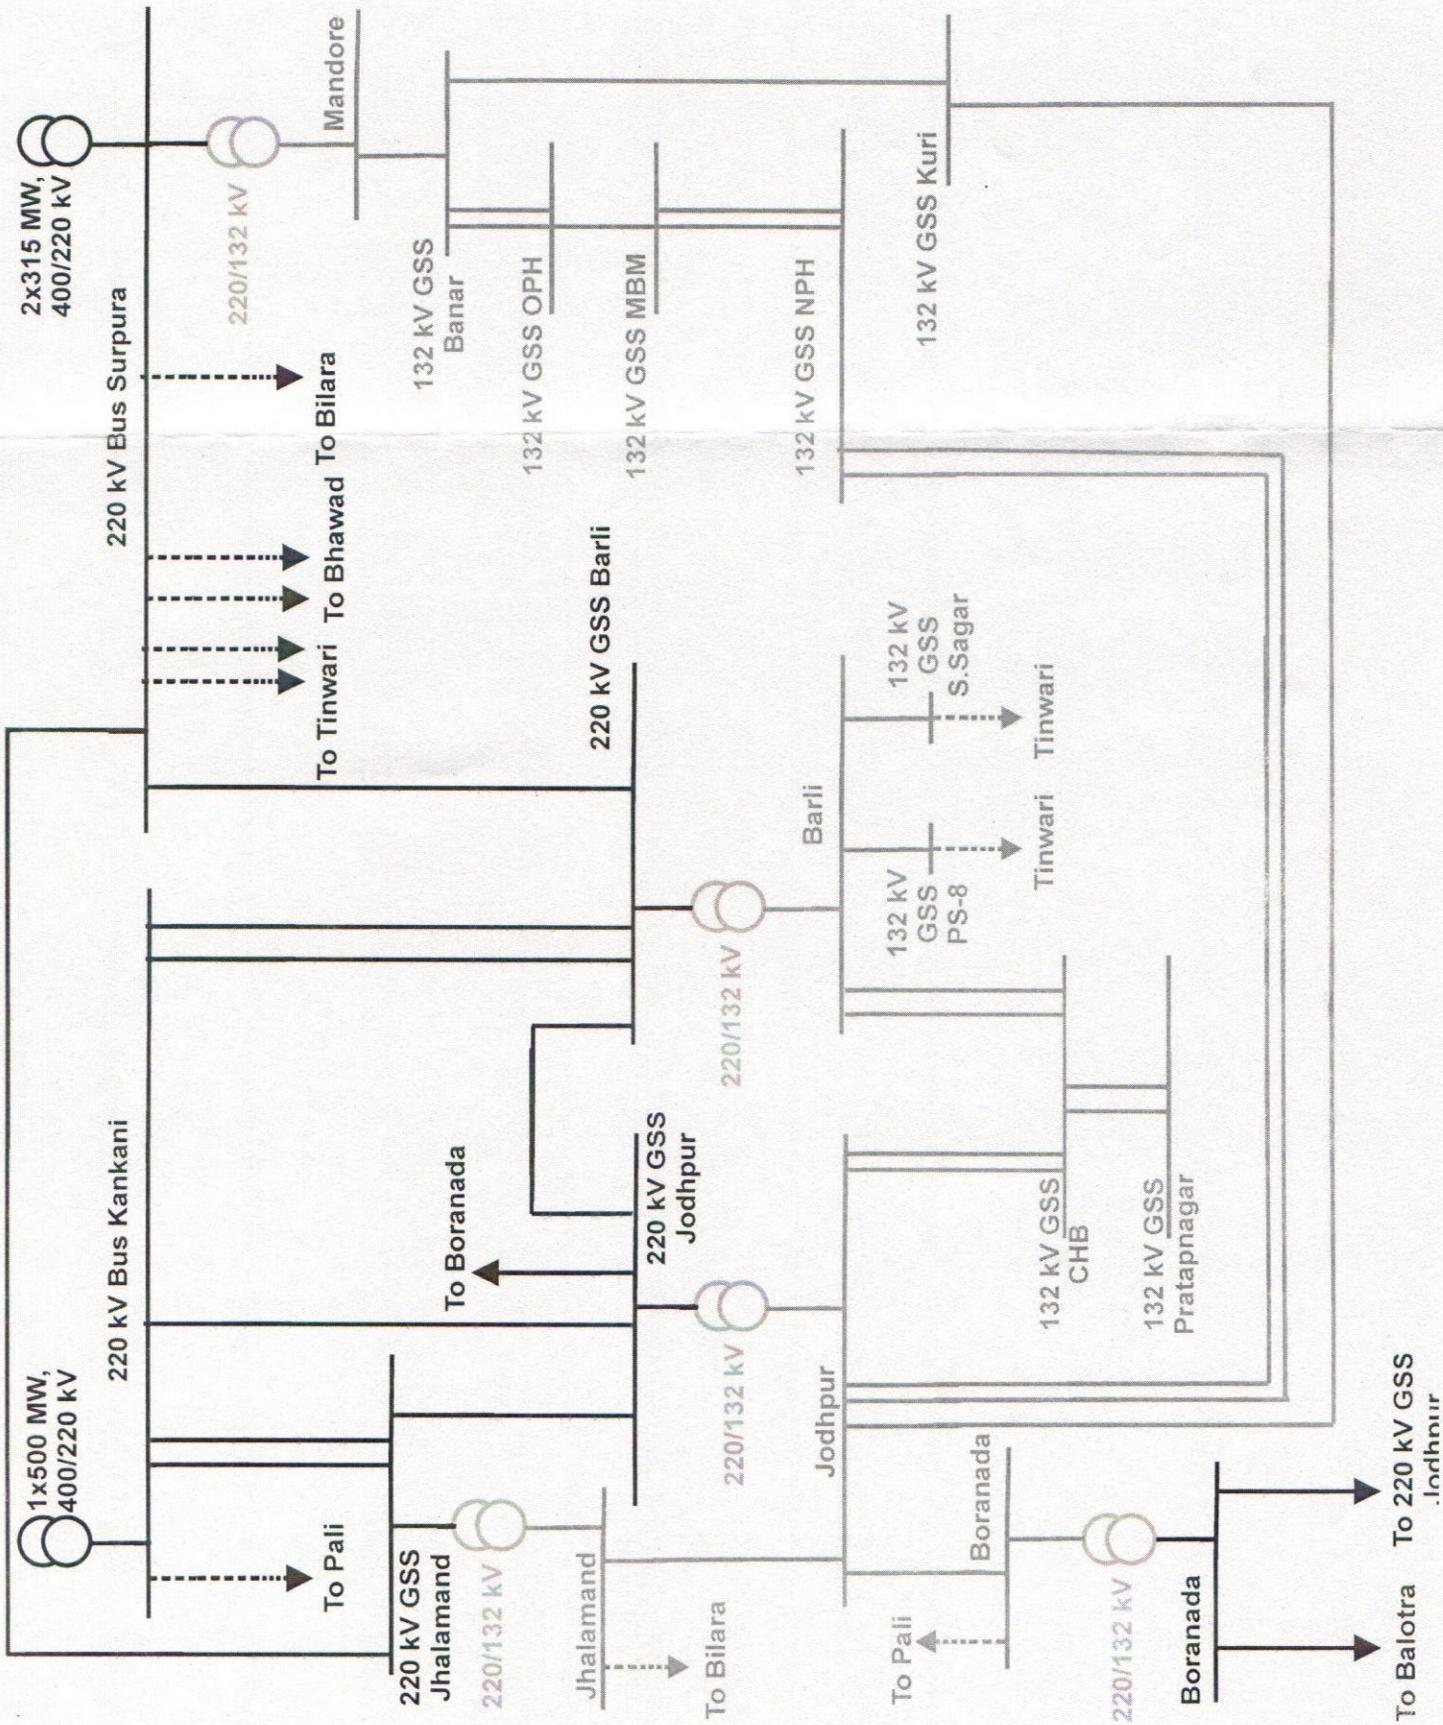 2x315 MW,
400/220 kV
220 kV Bus Surpura
220/132 kV
Mandore
To Bilara
To Bhawad
To Tinwari
132 kV GSS
Banar
132 kV GSS OPH
132 kV GSS MBM
132 kV GSS NPH
132 kV GSS Kuri
220 kV GSS Barli
220/132 kV
Barli
132 kV
GSS
S.Sagar
Tinwari
132 kV
GSS
PS-8
Tinwari
1x500 MW,
400/220 kV
220 kV Bus Kankani
To Pali
To Boranada
220 kV GSS
Jodhpur
220/132 kV
Jodhpur
132 kV GSS
CHB
132 kV GSS
Pratapnagar
220 kV GSS
Jhalamand
220/132 kV
Jhalamand
To Bilara
Boranada
To Pali
220/132 kV
Boranada
To Balotra
To 220 kV GSS
Jodhpur